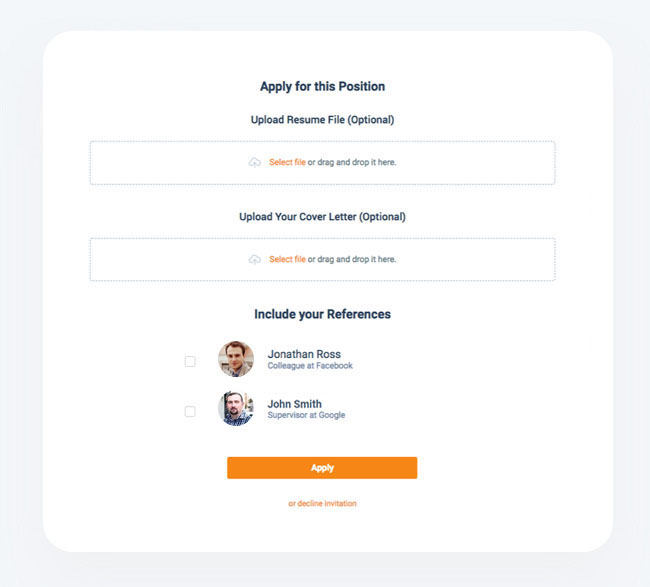 Apply for this Position
Upload Resume File (Optional)
Select file or drag and drop it here.
Upload Your Cover Letter (Optional)
Select file or drag and drop it here.
Include your References
Jonathan Ross
Colleague at Facebook
John Smith
Supervisor at Google
Apply
or decline invitation